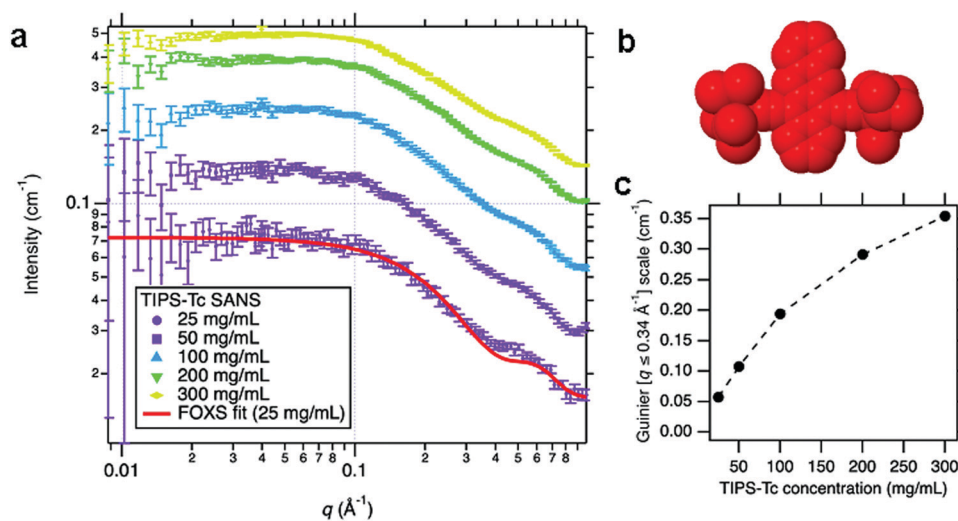 a
Intensity (cm⁻¹)
5
4
3
2
0.1
9
8
7
6
5
4
3
2
TIPS-Tc SANS
25 mg/mL
50 mg/mL
100 mg/mL
200 mg/mL
300 mg/mL
FOXS fit (25 mg/mL)
0.01 2 3 4 5 6 7 8 0.1 2 3 4 5 6 7 8
q (Å⁻¹)
b
c
Guinier [q ≤ 0.34 Å⁻¹] scale (cm⁻¹)
0.35
0.30
0.25
0.20
0.15
0.10
0.05
0.00
50 100 150 200 250 300
TIPS-Tc concentration (mg/mL)